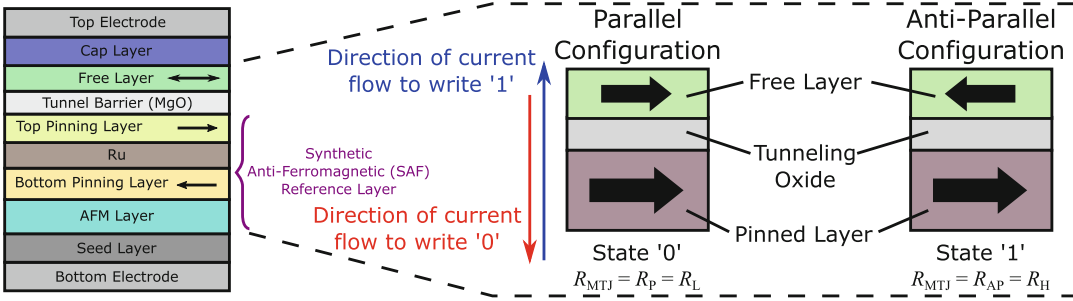 Top Electrode
Cap Layer
Free Layer
Tunnel Barrier (MgO)
Top Pinning Layer
Ru
Bottom Pinning Layer
AFM Layer
Seed Layer
Bottom Electrode
Synthetic
Anti-Ferromagnetic (SAF)
Reference Layer
Direction of current
flow to write '1'
Direction of current
flow to write '0'
Parallel
Configuration
Free Layer
Tunneling
Oxide
Pinned Layer
State '0'
R_MTJ = R_P = R_L
Anti-Parallel
Configuration
State '1'
R_MTJ = R_AP = R_H